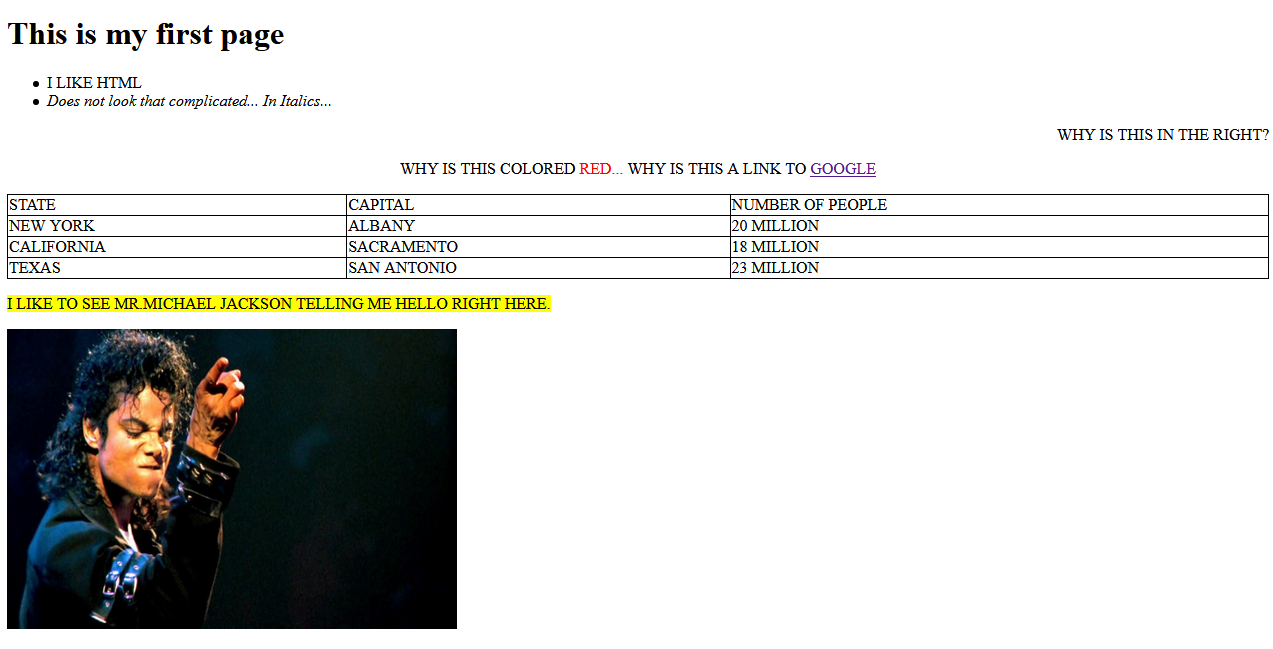 This is my first page
I LIKE HTML
Does not look that complicated... In Italics...
WHY IS THIS IN THE RIGHT?
WHY IS THIS COLORED RED... WHY IS THIS A LINK TO GOOGLE
STATE CAPITAL NUMBER OF PEOPLE
NEW YORK ALBANY 20 MILLION
CALIFORNIA SACRAMENTO 18 MILLION
TEXAS SAN ANTONIO 23 MILLION
I LIKE TO SEE MR.MICHAEL JACKSON TELLING ME HELLO RIGHT HERE.